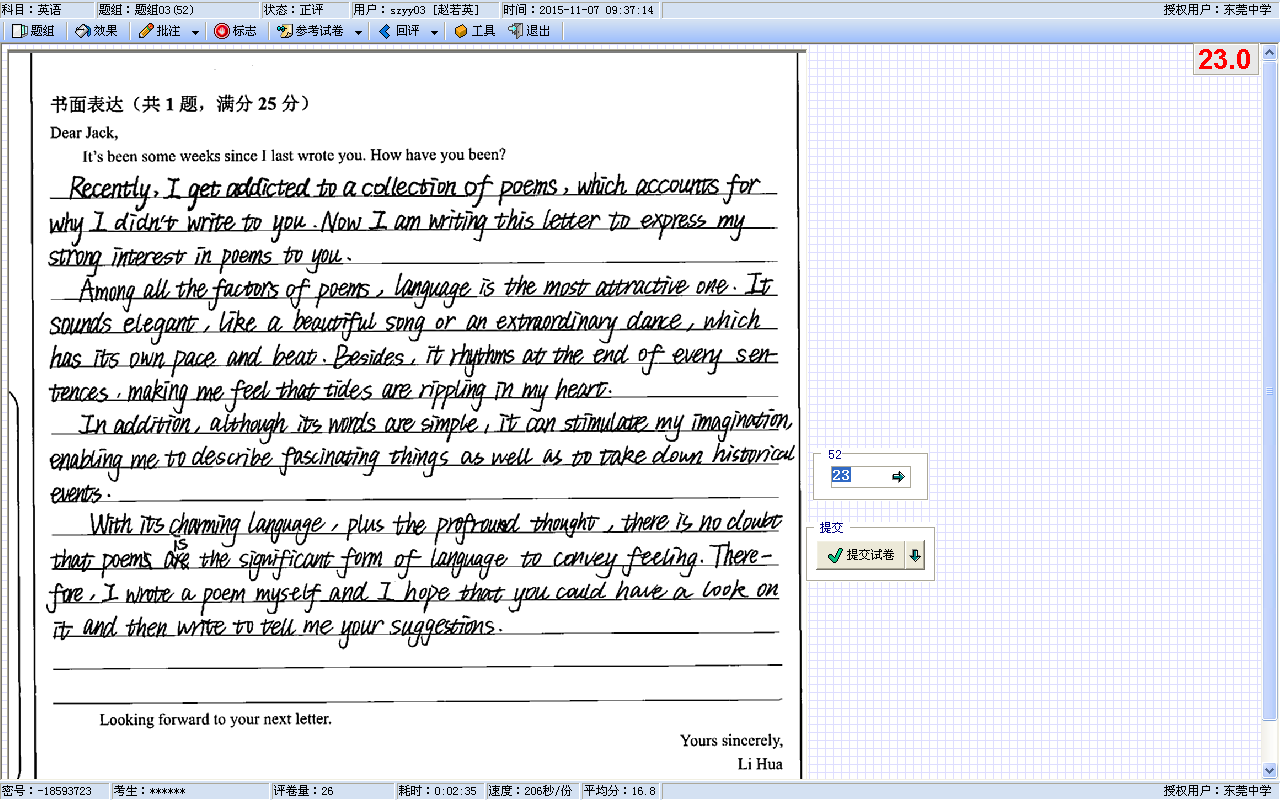 科目：英语 题组：题组03(52) 状态：正评 用户：szyy03 [赵若英] 时间：2015-11-07 09:37:14 授权用户：东莞中学
题组 效果 批注 标志 参考试卷 回评 工具 退出
23.0
书面表达（共 1 题，满分 25 分）
Dear Jack,
It's been some weeks since I last wrote you. How have you been?
Recently, I get addicted to a collection of poems, which accounts for
why I didn't write to you. Now I am writing this letter to express my
strong interest in poems to you.
Among all the factors of poems, language is the most attractive one. It
sounds elegant, like a beautiful song or an extraordinary dance, which
has its own pace and beat. Besides, it rhythms at the end of every sen-
tences, making me feel that tides are rippling in my heart.
In addition, although its words are simple, it can stimulate my imagination,
enabling me to describe fascinating things as well as to take down historical
events.
52
23
With its charming language, plus the profround thought, there is no doubt
提交
is
that poems are the significant form of language to convey feeling. There-
提交试卷
fore, I wrote a poem myself and I hope that you could have a look on
it and then write to tell me your suggestions.
Looking forward to your next letter.
Yours sincerely,
Li Hua
密号：-18593723 考生：****** 评卷量：26 耗时：0:02:35 速度：206秒/份 平均分：16.8 授权用户：东莞中学